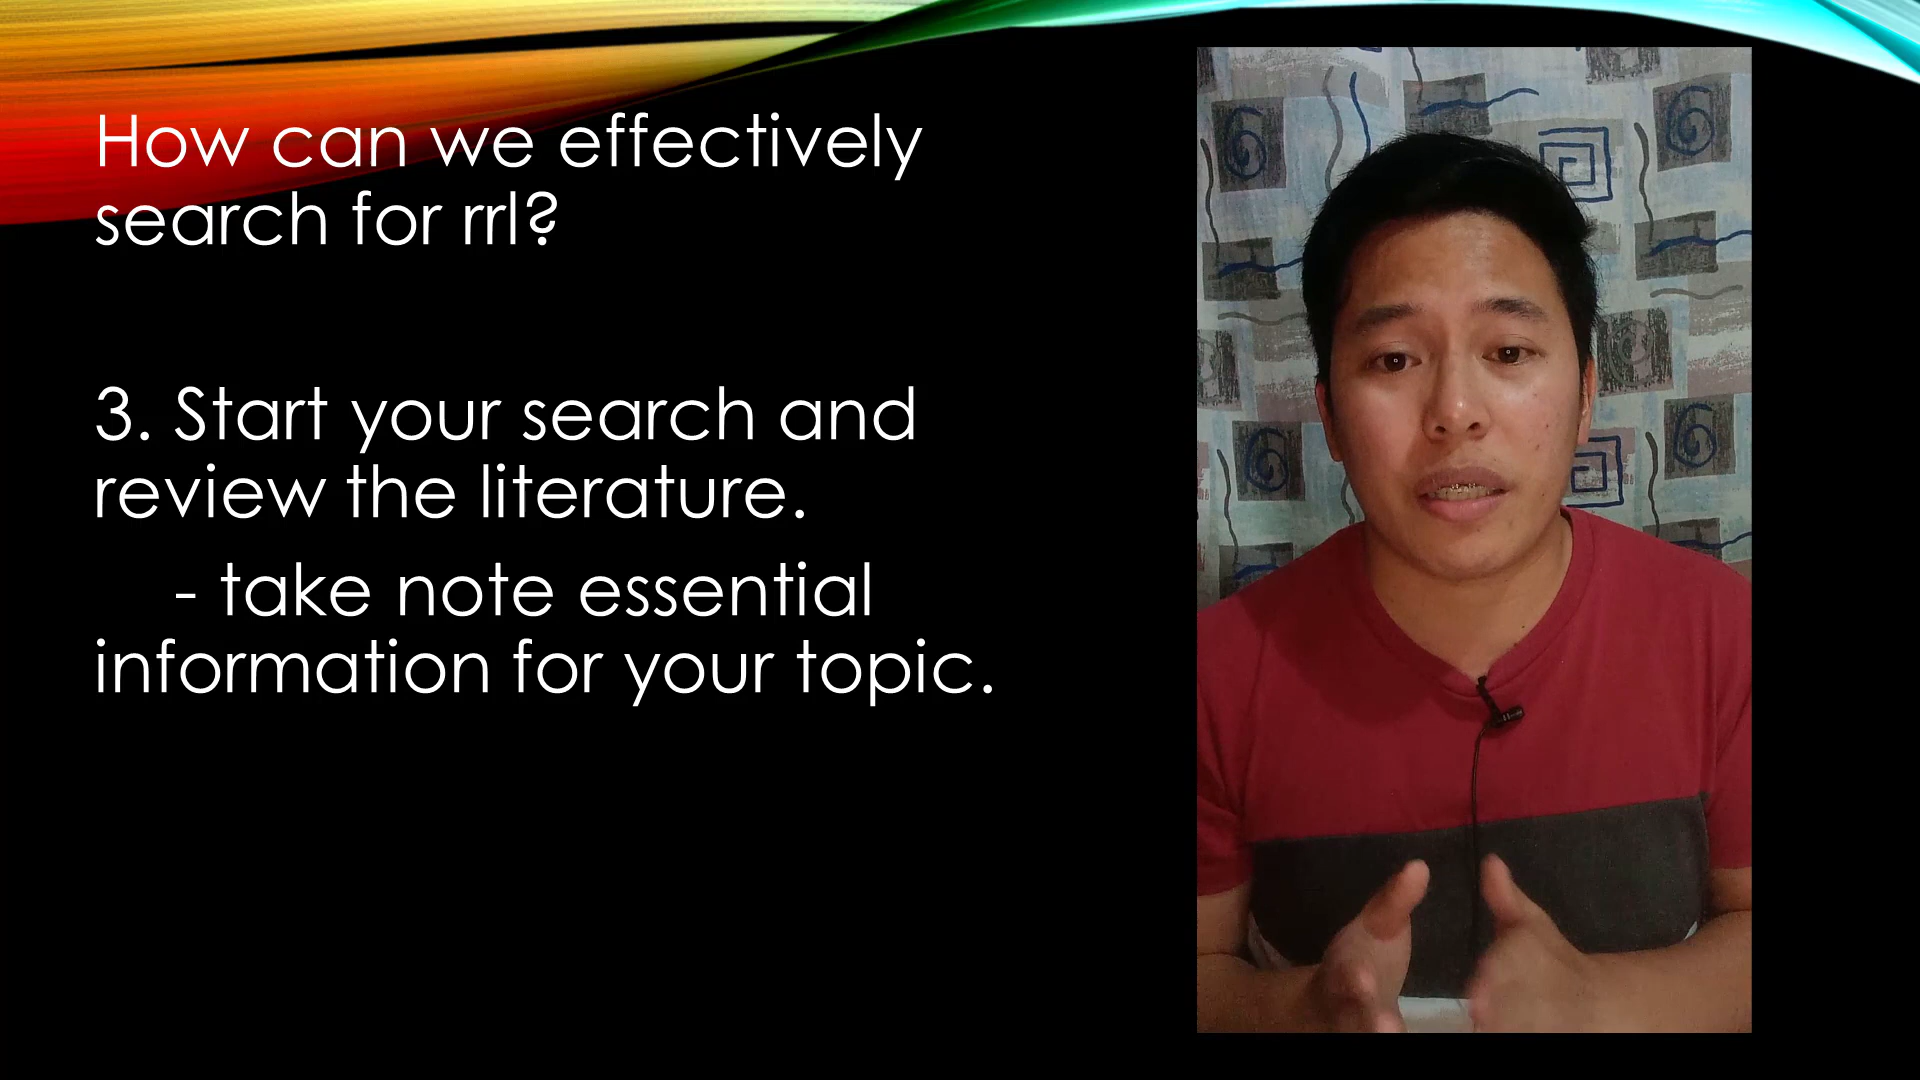 How can we effectively
search for rrl?
3. Start your search and
review the literature.
- take note essential
information for your topic.